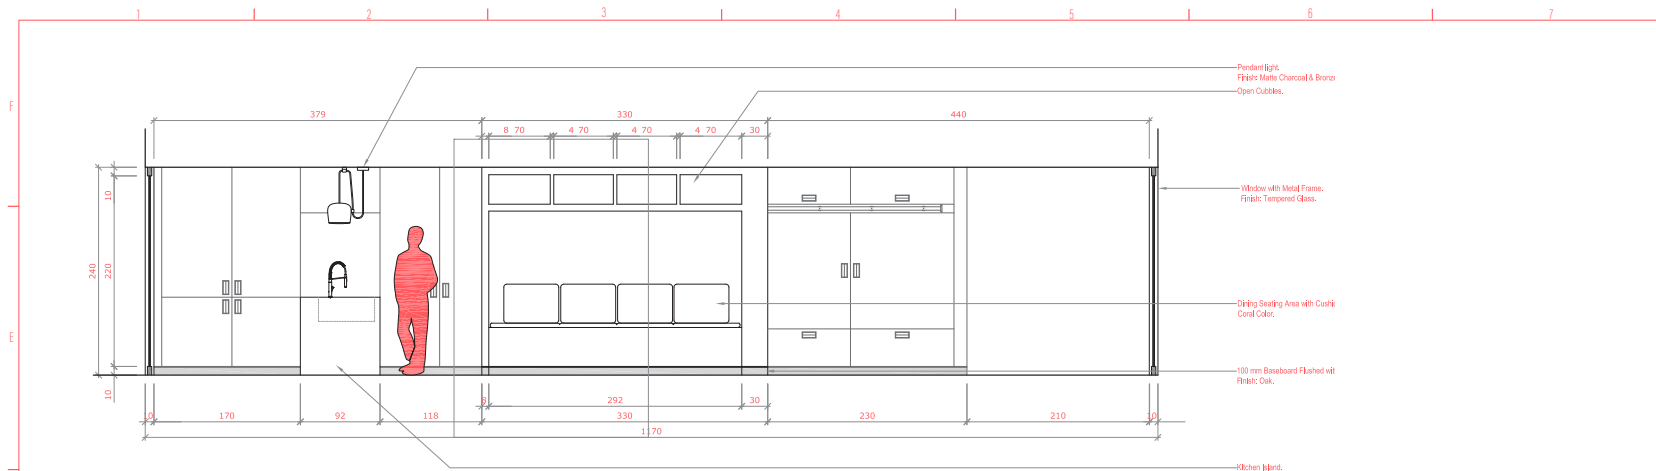 1 2 3 4 5 6 7
Pendant light.
Finish: Matte Charcoal & Bronze
Open Cubbies.
F
379 330 440
8 70 4 70 4 70 4 70 30
10
Window with Metal Frame.
Finish: Tempered Glass.
240 220
Dining Seating Area with Cushi
Coral Color.
E
100 mm Baseboard Flushed wit
Finish: Oak.
10
8 292 30
10 170 92 118 330 230 210 10
1170
Kitchen Island.